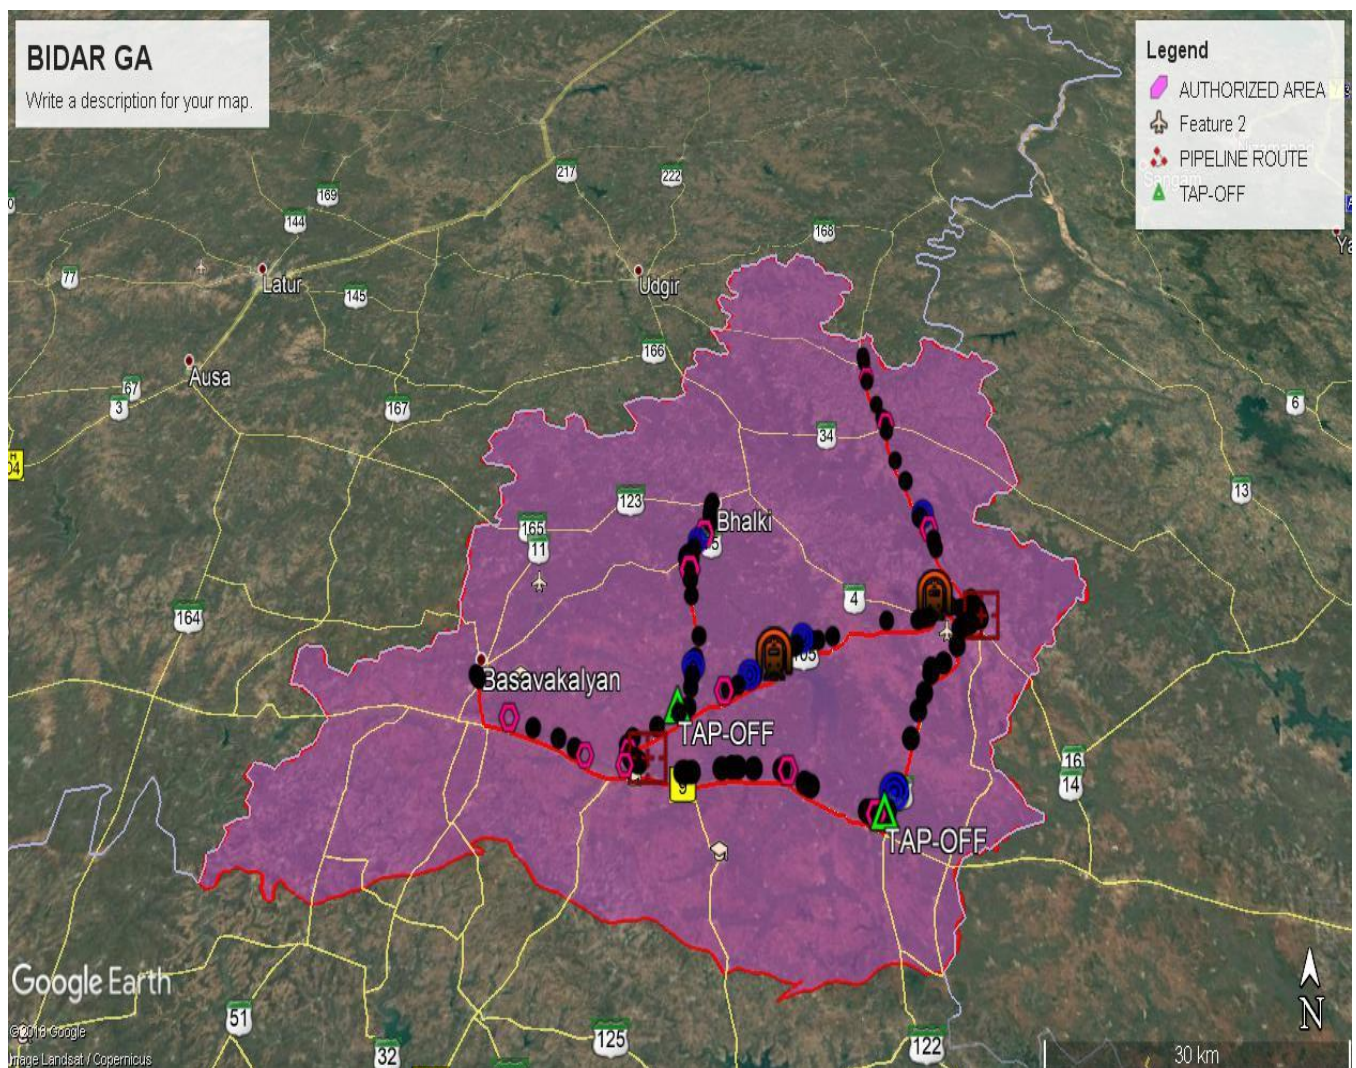 BIDAR GA
Write a description for your map.
Legend
AUTHORIZED AREA
Feature 2
PIPELINE ROUTE
TAP-OFF
217
222
169
144
168
77
Latur
145
Udgir
166
Ausa
67
3
167
6
34
04
13
123
165
Bhalki
11
4
164
105
Basavakalyan
TAP-OFF
16
14
9
TAP-OFF
Google Earth
N
51
125
122
©2018 Google
32
30 km
Image Landsat / Copernicus